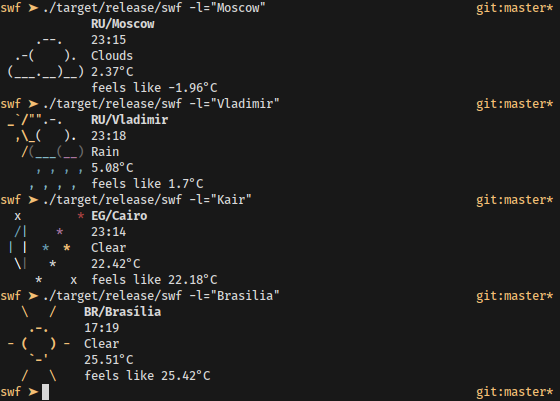 swf ➤ ./target/release/swf -l="Moscow" git:master*
RU/Moscow
.--. 23:15
.-(    ). Clouds
(___.__)__) 2.37°C
feels like -1.96°C
swf ➤ ./target/release/swf -l="Vladimir" git:master*
_`/"".-. RU/Vladimir
,\_(   ). 23:18
/(___(__) Rain
, , , , 5.08°C
, , , , feels like 1.7°C
swf ➤ ./target/release/swf -l="Kair" git:master*
x * EG/Cairo
/| * 23:14
| | * * Clear
\| * 22.42°C
* x feels like 22.18°C
swf ➤ ./target/release/swf -l="Brasilia" git:master*
\ / BR/Brasília
.-. 17:19
- (   ) - Clear
`-' 25.51°C
/ \ feels like 25.42°C
swf ➤ git:master*